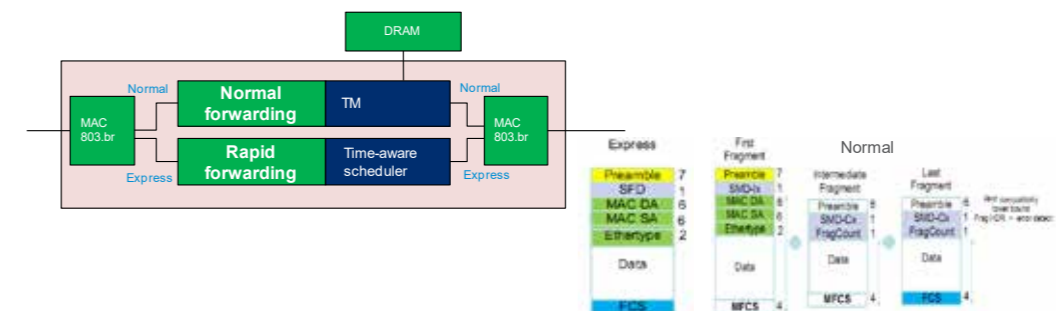 DRAM
Normal
Normal forwarding
TM
Normal
MAC
803.br
MAC
803.br
Rapid forwarding
Time-aware scheduler
Express
Express
Express
Preamble 7
SFD 1
MAC DA 6
MAC SA 6
Ethertype 2
Data
FCS
First
Fragment
Preamble 7
SMD-Ix 1
MAC DA 6
MAC SA 6
Ethertype 2
Data
MFCS 4
Normal
Intermediate
Fragment
Preamble 6
SMD-Cx 1
FragCount 1
Data
MFCS 4
Last
Fragment
Preamble 6
SMD-Cx 1
FragCount 1
Data
FCS 4